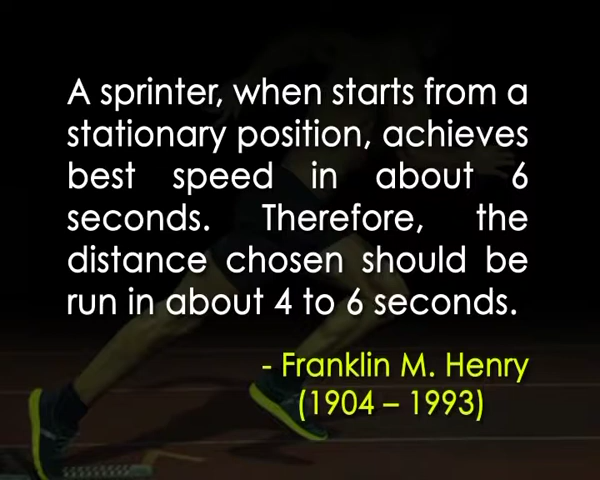 A sprinter, when starts from a
stationary position, achieves
best speed in about 6
seconds. Therefore, the
distance chosen should be
run in about 4 to 6 seconds.
- Franklin M. Henry
(1904 – 1993)